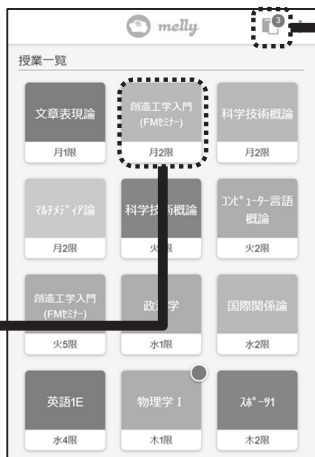 melly
3
授業一覧
文章表現論
月1限
創造工学入門
(FMｾﾐﾅｰ)
月2限
科学技術概論
月2限
ﾏﾙﾁﾒﾃﾞｨｱ論
月2限
科学技術概論
火
限
ｺﾝﾋﾟｭｰﾀｰ言語
概論
火2限
創造工学入門
(FMｾﾐﾅｰ)
火5限
政
学
水1限
国際関係論
水2限
英語1E
水4限
物理学 I
木1限
ｽﾎﾟｰﾂ1
木2限